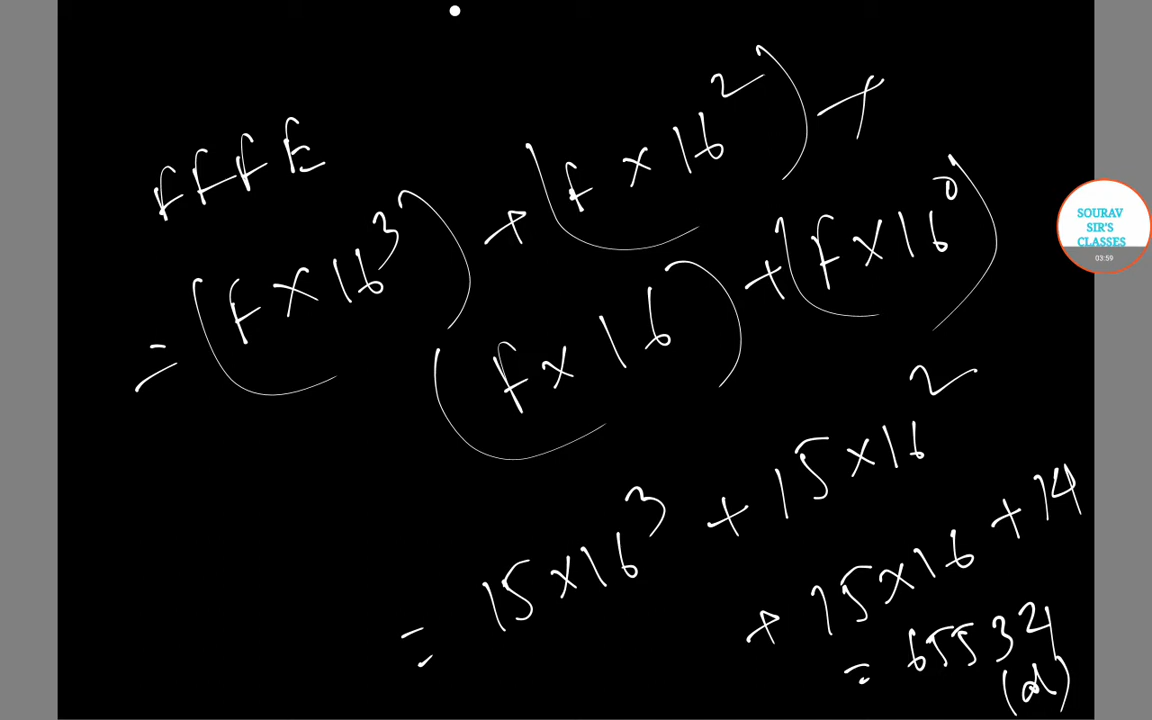 FFFE
= (F × 16³) + (F × 16²) +
(F × 16) + (F × 16⁰)
= 15 × 16³ + 15 × 16²
+ 15 × 16 + 14
= 65534
(d)
SOURAV
SIR'S
CLASSES
03:59